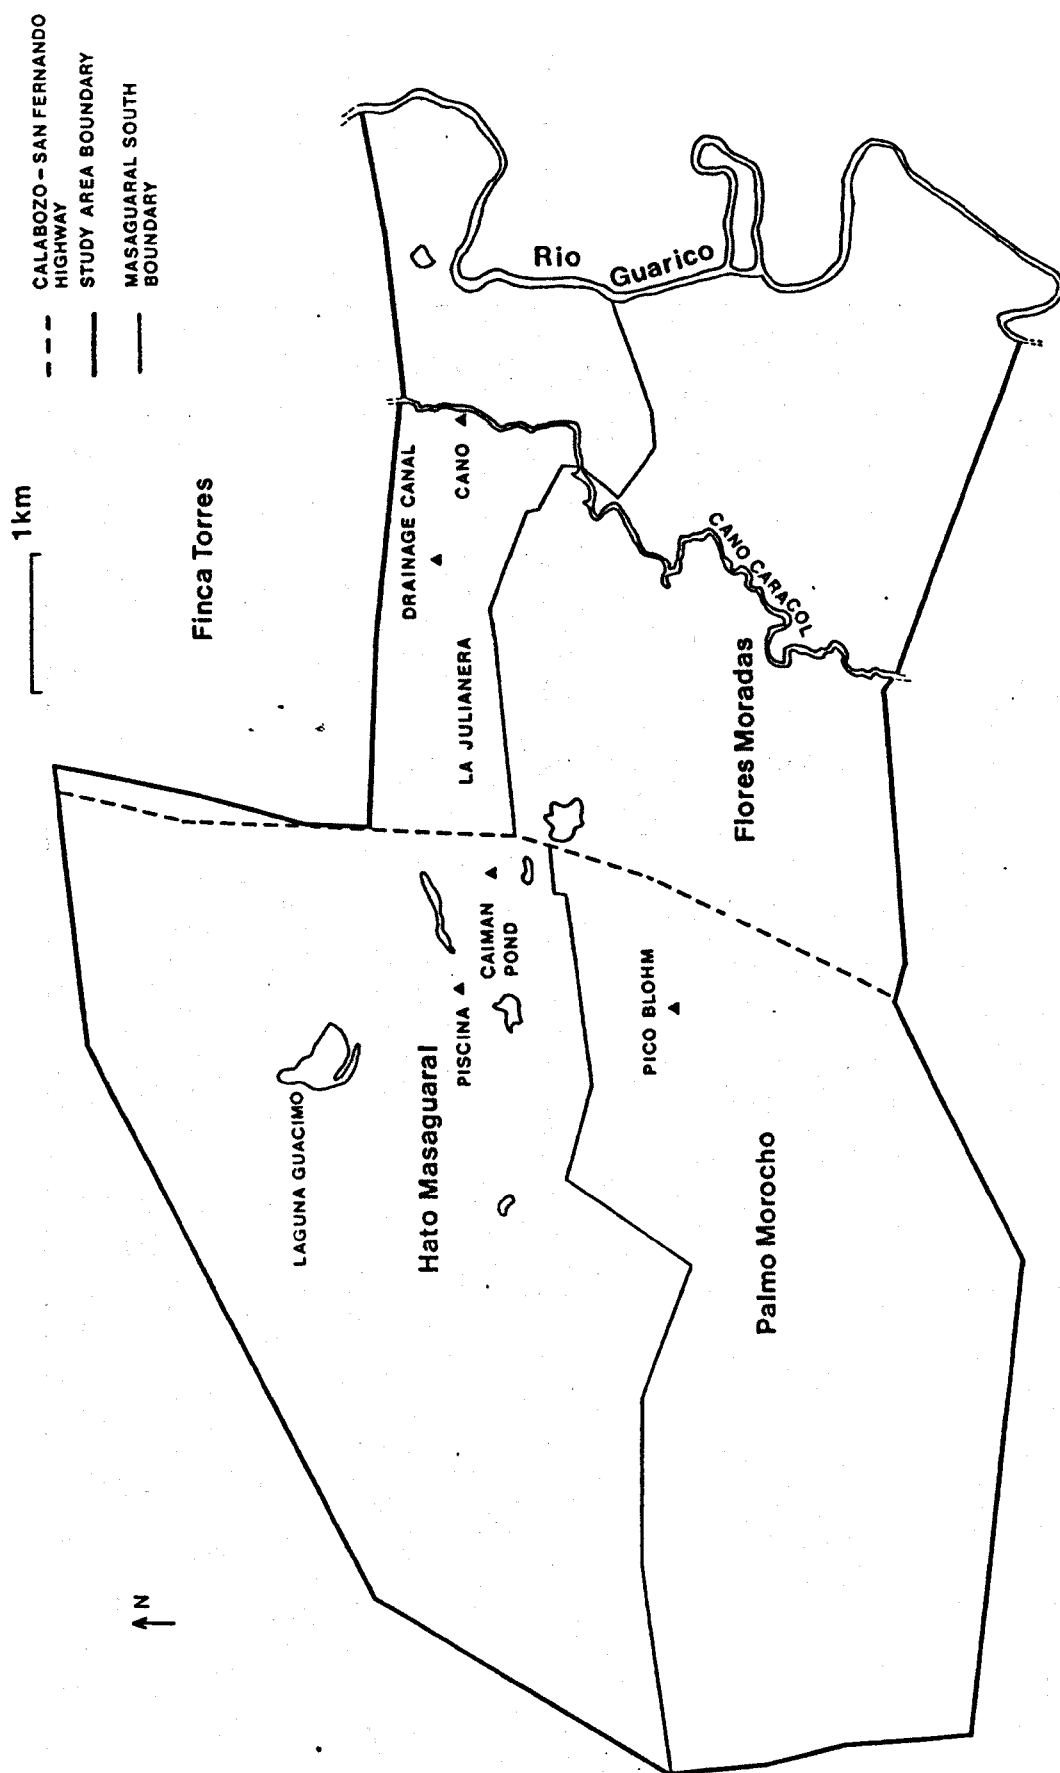 CALABOZO-SAN FERNANDO
HIGHWAY
STUDY AREA BOUNDARY
MASAGUARAL SOUTH
BOUNDARY
1km
Finca Torres
N
LAGUNA GUACIMO
Hato Masaguaral
PISCINA
CAIMAN
POND
LA JULIANERA
DRAINAGE CANAL
CANO
Rio
Guarico
PICO BLOHM
Palmo Morocho
Flores Moradas
CANO CARACOL